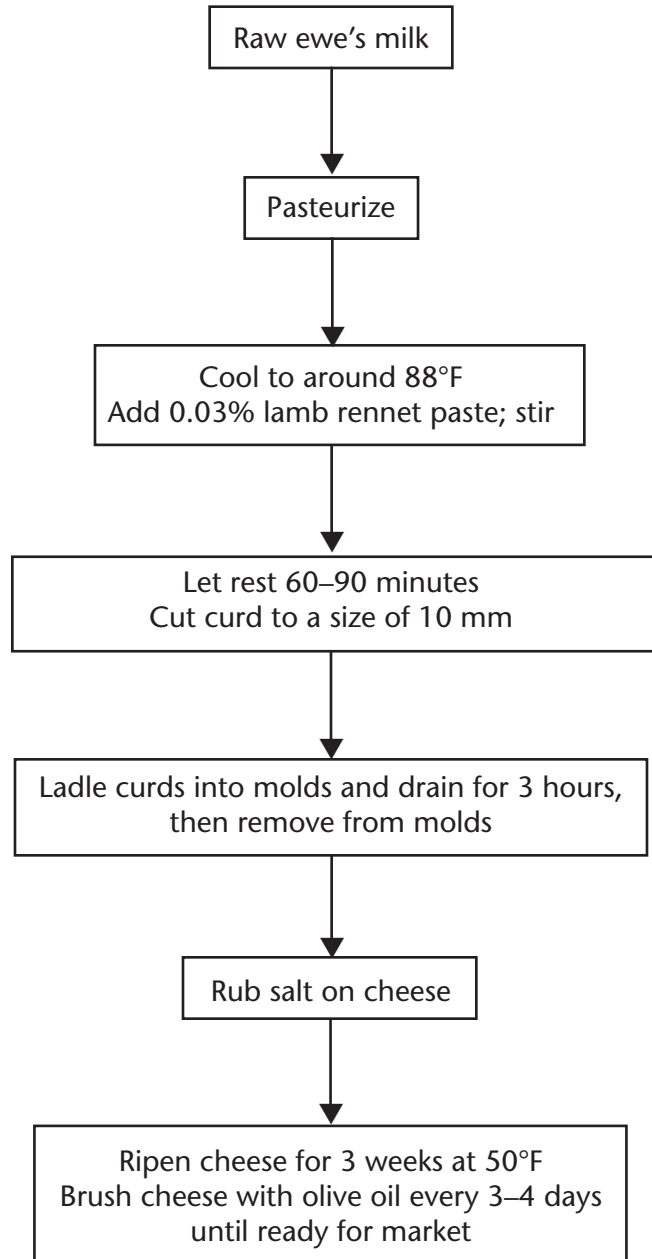 Raw ewe’s milk
Pasteurize
Cool to around 88°F
Add 0.03% lamb rennet paste; stir
Let rest 60–90 minutes
Cut curd to a size of 10 mm
Ladle curds into molds and drain for 3 hours,
then remove from molds
Rub salt on cheese
Ripen cheese for 3 weeks at 50°F
Brush cheese with olive oil every 3–4 days
until ready for market